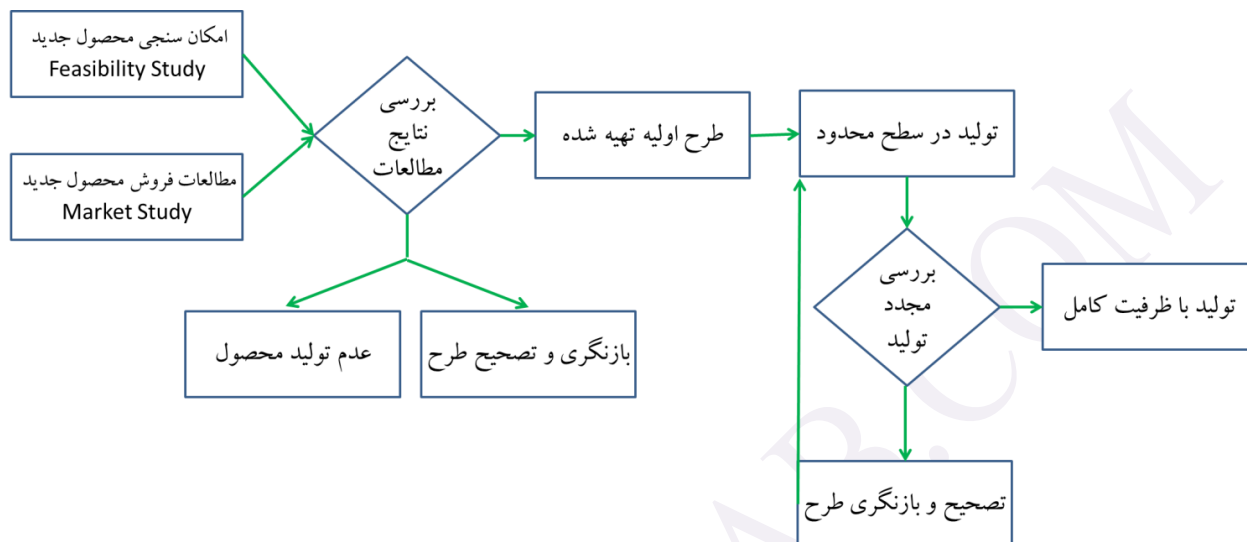 امکان سنجی محصول جدید
Feasibility Study
مطالعات فروش محصول جدید
Market Study
بررسی
نتایج
مطالعات
طرح اولیه تهیه شده
تولید در سطح محدود
عدم تولید محصول
بازنگری و تصحیح طرح
بررسی
مجدد
تولید
تولید با ظرفیت کامل
تصحیح و بازنگری طرح
AB.COM